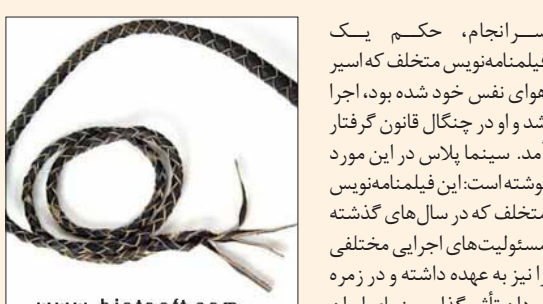 سرانجام، حکم یک
فیلمنامه‌نویس متخلف که اسیر
هوای نفس خود شده بود، اجرا
شد و او در چنگال قانون گرفتار
آمد. سینما پلاس در این مورد
نوشته است: این فیلمنامه‌نویس
متخلف که در سال‌های گذشته
مسئولیت‌های اجرایی مختلفی
را نیز به عهده داشته و در زمره